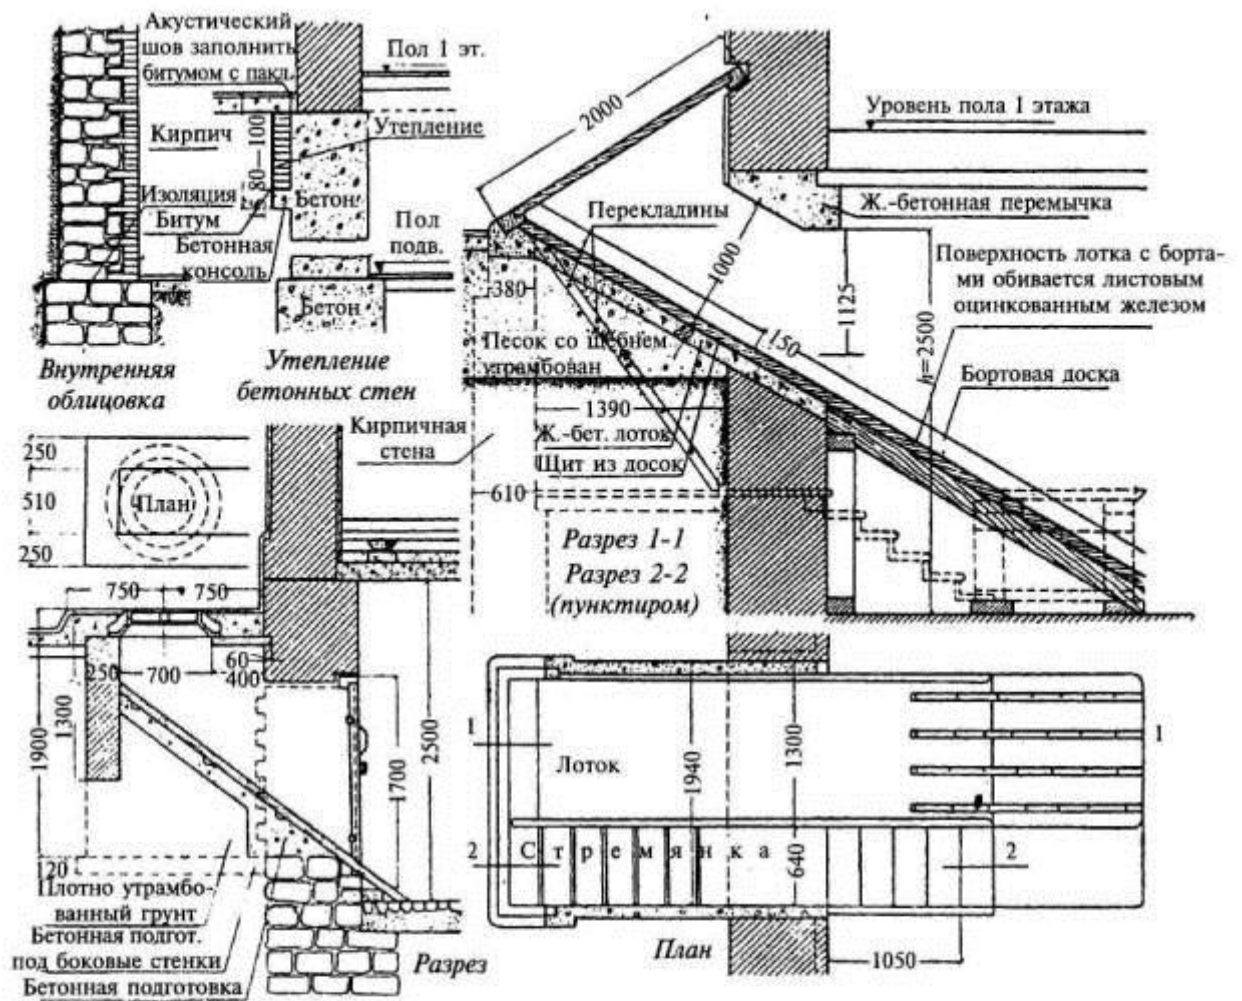 Акустический
шов заполнить
битумом с пакл.
Пол 1 эт.
Кирпич
100
80
Утепление
Изоляция
Битум
Бетон
Бетонная
консоль
Пол
подв.
Бетон
Внутренняя
облицовка
Утепление
бетонных стен
2000
Уровень пола 1 этажа
Перекладины
Ж.-бетонная перемычка
1000
Поверхность лотка с борта-
ми обивается листовым
оцинкованным железом
380
1125
h=2500
150
Песок со щебнем
утрамбован
Бортовая доска
1390
Кирпичная
стена
Ж.-бет. лоток
Щит из досок
610
Разрез 1-1
Разрез 2-2
(пунктиром)
250
510
250
План
750
750
250
700
60
400
1900
1300
1700
2500
20
Плотно утрамбо-
ванный грунт
Бетонная подгот.
под боковые стенки
Бетонная подготовка
Разрез
1
1
Лоток
1940
1300
2
Стремянка
640
2
План
1050